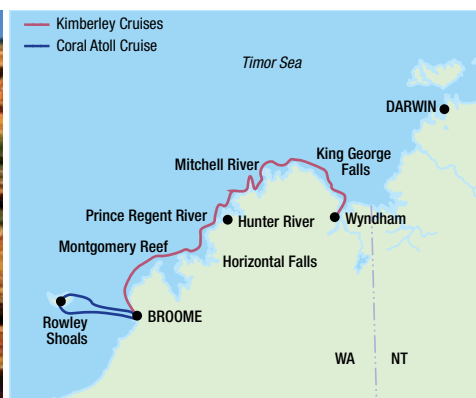 Kimberley Cruises
Coral Atoll Cruise
Timor Sea
DARWIN
King George
Falls
Mitchell River
Prince Regent River
Hunter River
Wyndham
Montgomery Reef
Horizontal Falls
Rowley
Shoals
BROOME
WA
NT